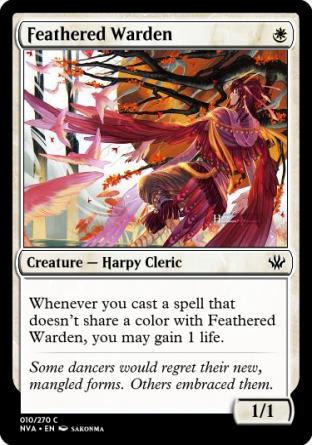 Feathered Warden
Creature — Harpy Cleric
Whenever you cast a spell that
doesn't share a color with Feathered
Warden, you may gain 1 life.
Some dancers would regret their new,
mangled forms. Others embraced them.
010/270 C
NVA • EN SAKONMA
1/1